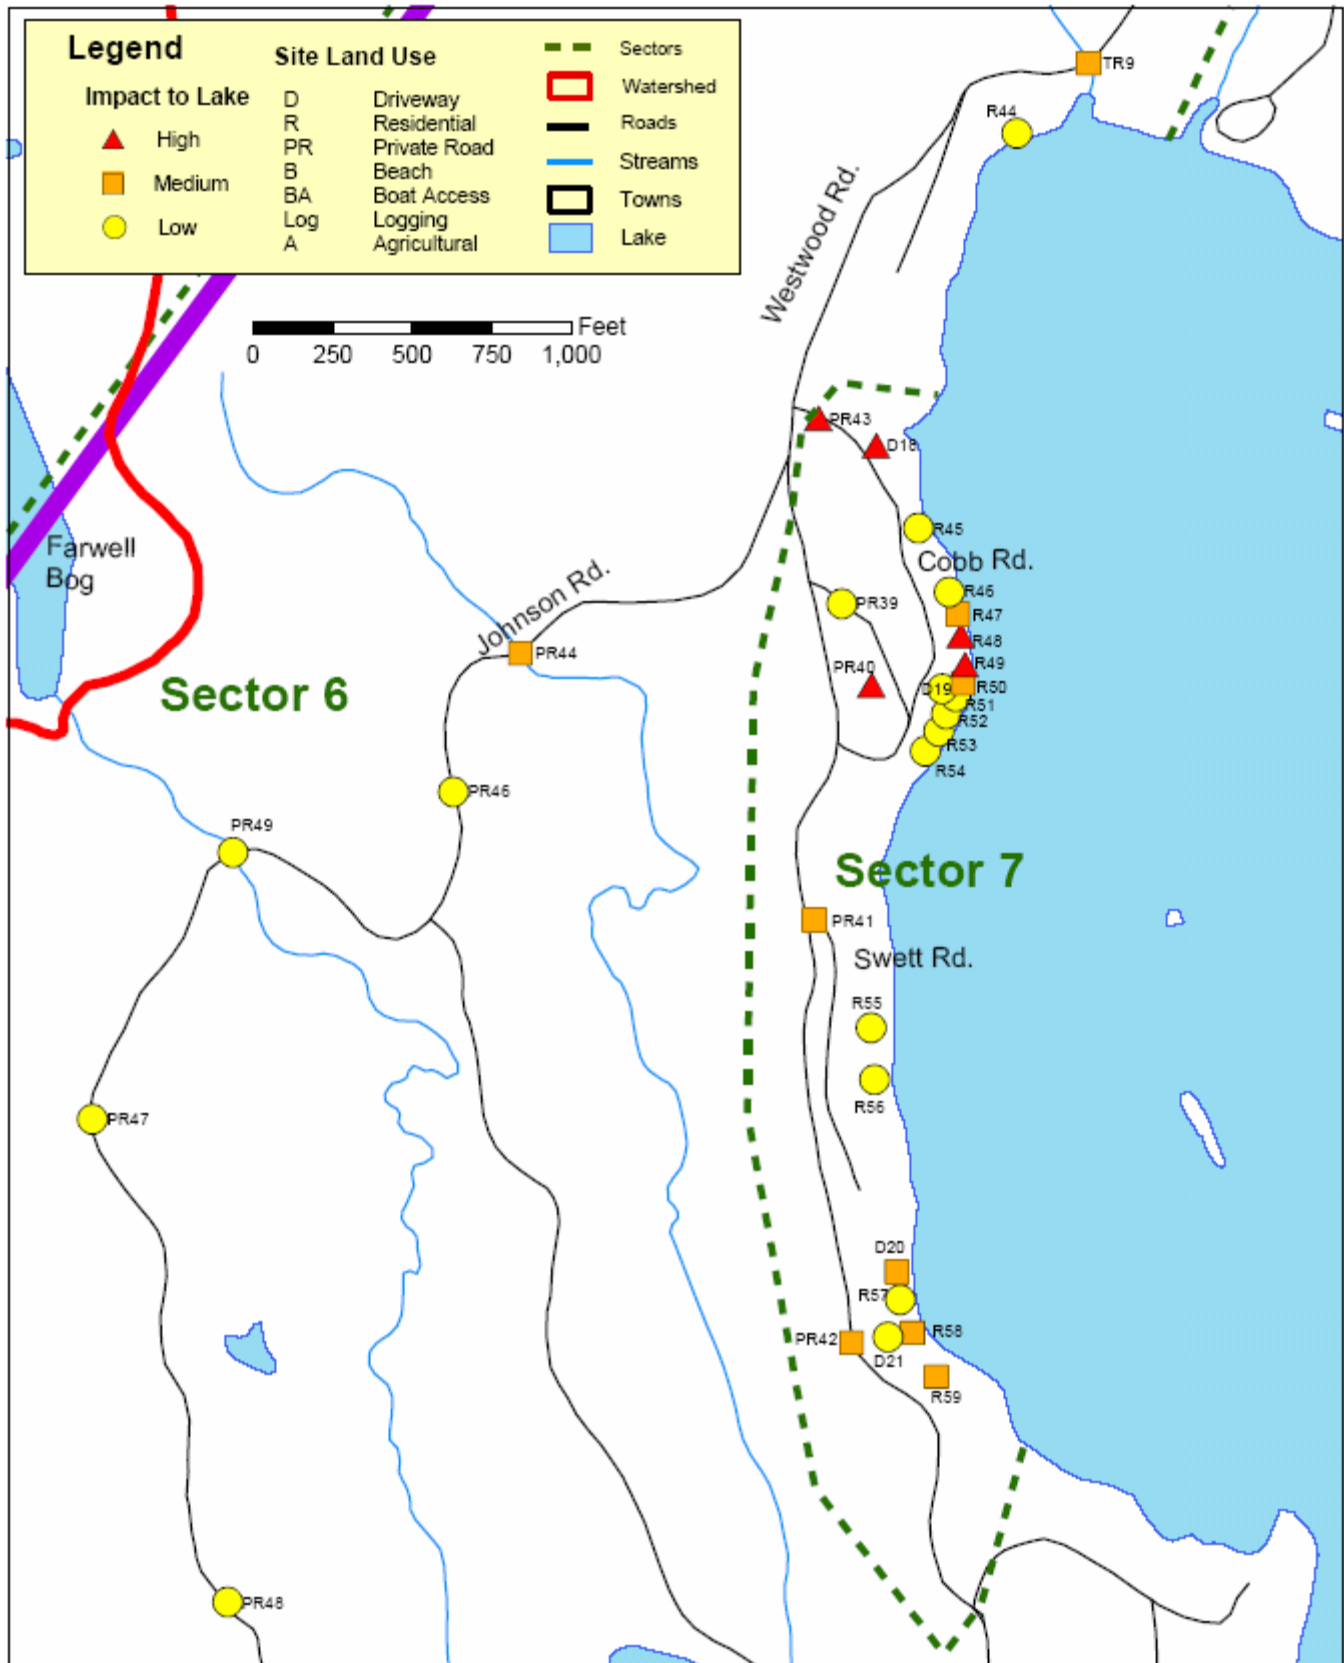 Legend
Impact to Lake
High
Medium
Low
Site Land Use
D Driveway
R Residential
PR Private Road
B Beach
BA Boat Access
Log Logging
A Agricultural
Sectors
Watershed
Roads
Streams
Towns
Lake
TR9
R44
Westwood Rd.
Feet
0 250 500 750 1,000
PR43
D18
R45
Farwell
Bog
Cobb Rd.
Johnson Rd.
R46
PR39
R47
R48
PR44
R49
PR40
D19
R50
Sector 6
R51
R52
R53
R54
PR46
PR49
Sector 7
PR41
Swett Rd.
R55
R56
PR47
D20
R57
R58
PR42
D21
R59
PR48